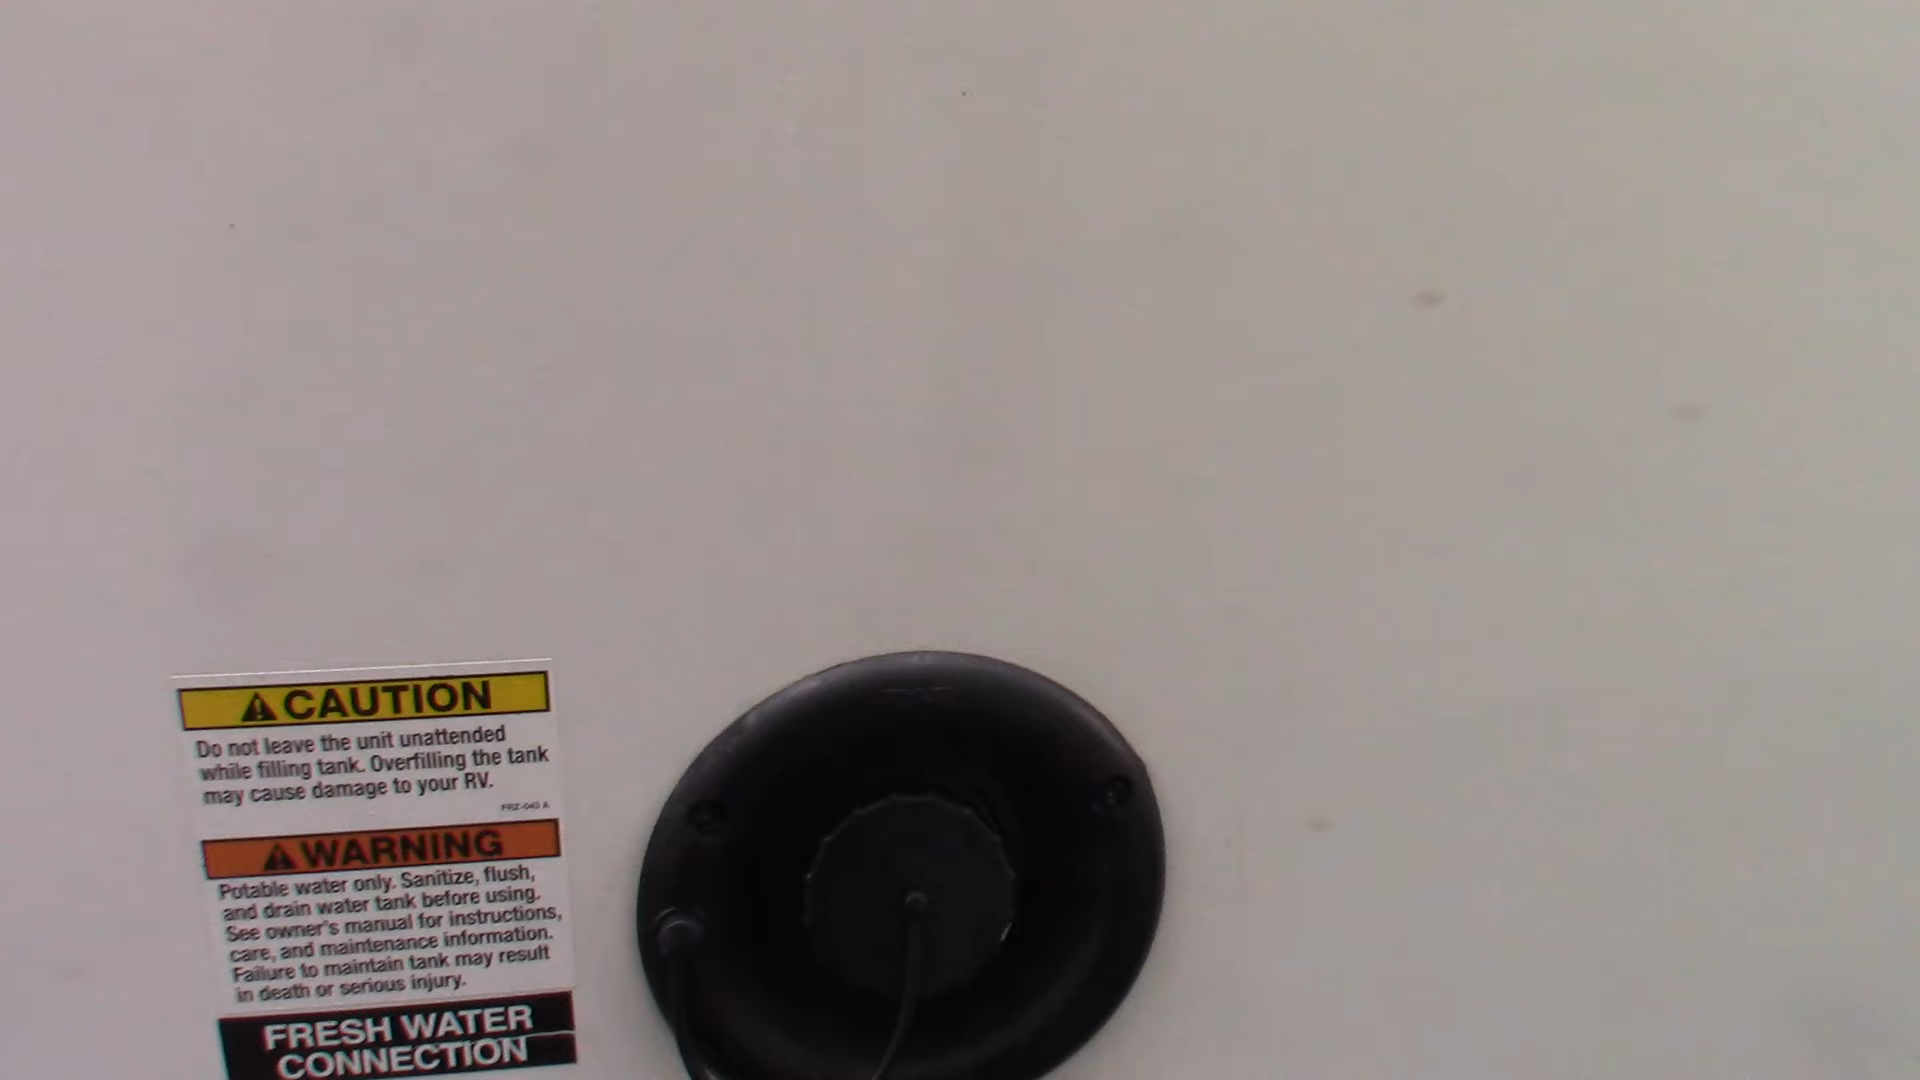 CAUTION
Do not leave the unit unattended
while filling tank. Overfilling the tank
may cause damage to your RV.
FRZ-043 A
WARNING
Potable water only. Sanitize, flush,
and drain water tank before using.
See owner's manual for instructions,
care, and maintenance information.
Failure to maintain tank may result
in death or serious injury.
FRESH WATER
CONNECTION